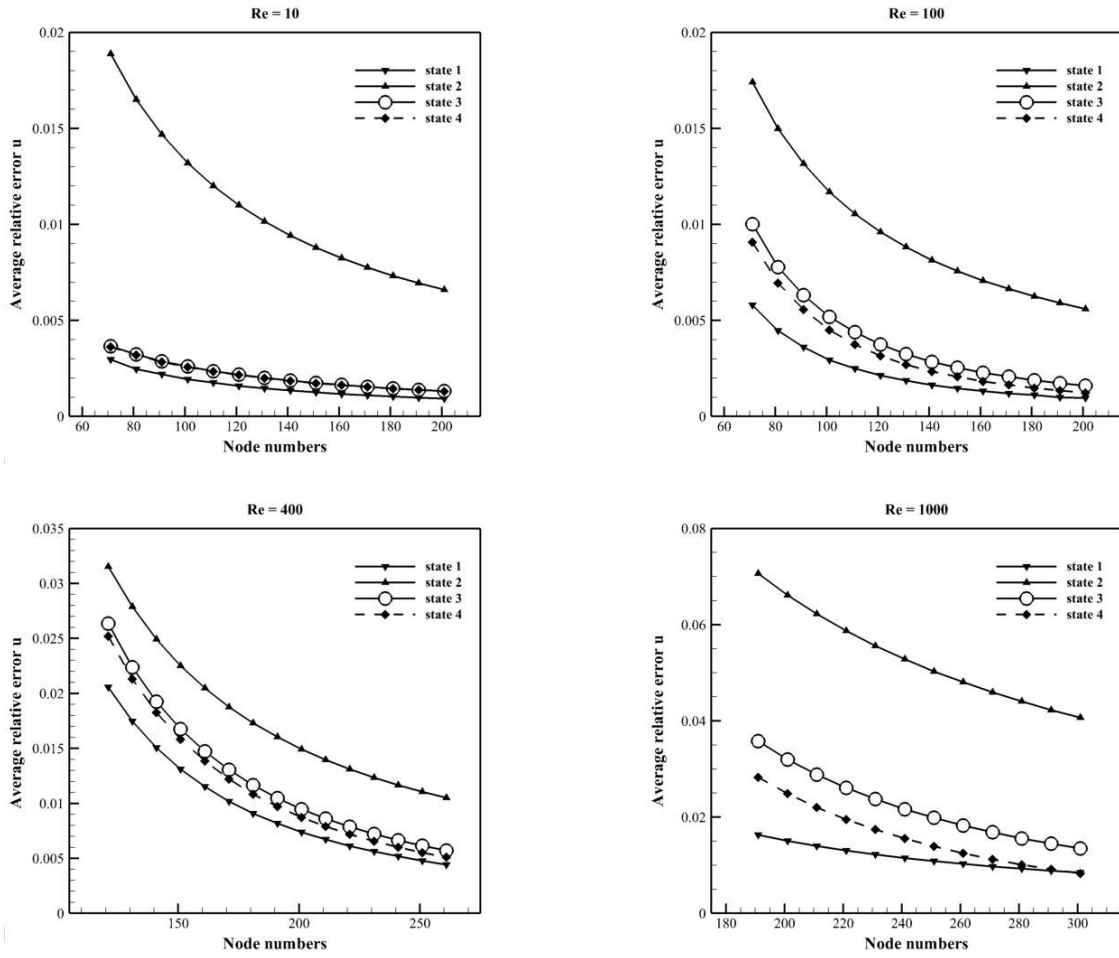 Re = 10
0.02
0.015
0.01
0.005
0
Average relative error u
state 1
state 2
state 3
state 4
60 80 100 120 140 160 180 200
Node numbers
Re = 100
0.02
0.015
0.01
0.005
0
Average relative error u
state 1
state 2
state 3
state 4
60 80 100 120 140 160 180 200
Node numbers
Re = 400
0.035
0.03
0.025
0.02
0.015
0.01
0.005
0
Average relative error u
state 1
state 2
state 3
state 4
150 200 250
Node numbers
Re = 1000
0.08
0.06
0.04
0.02
0
Average relative error u
state 1
state 2
state 3
state 4
180 200 220 240 260 280 300
Node numbers